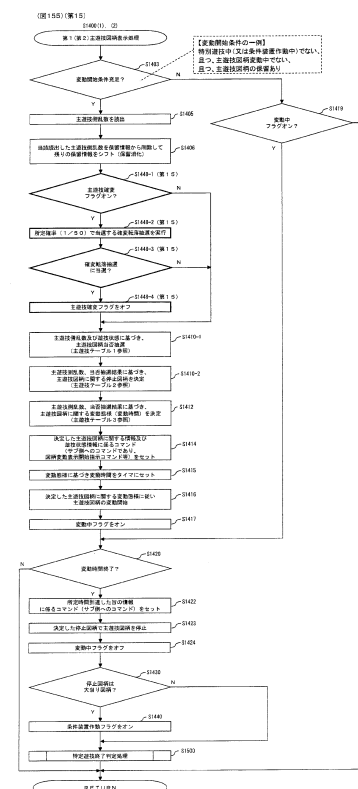 (図155)(第15)
S1400(1)、(2)
第1(第2)主遊技図柄表示処理
【変動開始条件の一例】
特別遊技中(又は条件装置作動中)でない、
且つ、主遊技図柄変動中でない、
且つ、主遊技図柄の保留あり
S1403
変動開始条件充足?
N
Y
S1419
変動中
フラグオン?
N
Y
S1405
主遊技側乱数を読出
S1406
当該読出した主遊技側乱数を保留情報から削除して
残りの保留情報をシフト(保留消化)
S1440-1(第15)
主遊技確変
フラグオン?
N
Y
S1440-2(第15)
所定確率(1/50)で当選する確変転落抽選を実行
S1440-3(第15)
確変転落抽選
に当選?
N
Y
S1440-4(第15)
主遊技確変フラグをオフ
S1410-1
主遊技側乱数及び遊技状態に基づき、
主遊技図柄当否抽選
(主遊技テーブル1参照)
S1410-2
主遊技側乱数、当否抽選結果に基づき、
主遊技図柄に関する停止図柄を決定
(主遊技テーブル2参照)
S1412
主遊技側乱数、当否抽選結果に基づき、
主遊技図柄に関する変動態様(変動時間)を決定
(主遊技テーブル3参照)
S1414
決定した主遊技図柄に関する情報及び
遊技状態情報に係るコマンド
(サブ側へのコマンドであり、
図柄変動表示開始指示コマンド等)をセット
S1415
変動態様に基づき変動時間をタイマにセット
S1416
決定した主遊技図柄に関する変動態様に従い
主遊技図柄の変動開始
S1417
変動中フラグをオン
S1420
変動時間終了?
N
Y
S1422
所定時間到達した旨の情報
に係るコマンド(サブ側へのコマンド)をセット
S1423
決定した停止図柄で主遊技図柄を停止
S1424
変動中フラグをオフ
S1430
停止図柄は
大当り図柄?
N
Y
S1440
条件装置作動フラグをオン
S1500
特定遊技終了判定処理
RETURN